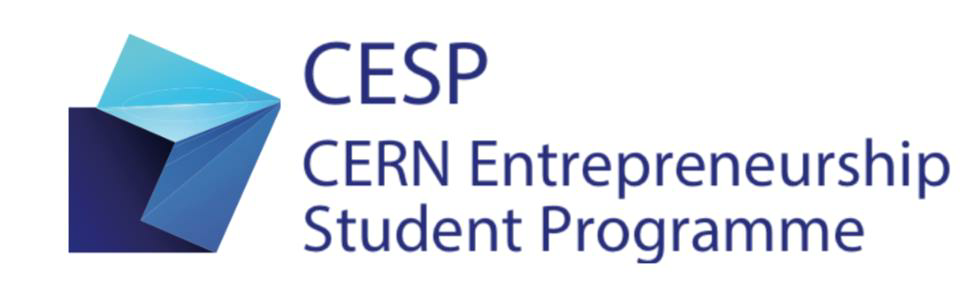 CESP
CERN Entrepreneurship
Student Programme